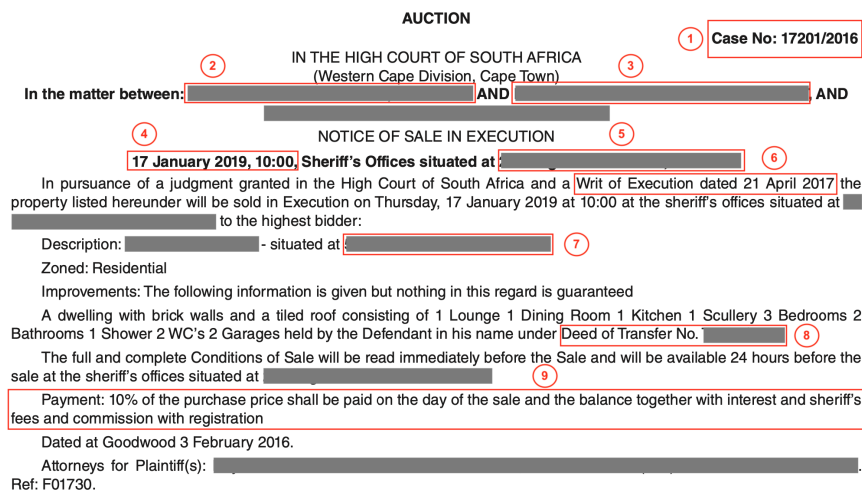 AUCTION
1
Case No: 17201/2016
IN THE HIGH COURT OF SOUTH AFRICA
2
3
(Western Cape Division, Cape Town)
In the matter between: AND , AND
4
NOTICE OF SALE IN EXECUTION
5
17 January 2019, 10:00, Sheriff's Offices situated at
6
In pursuance of a judgment granted in the High Court of South Africa and a Writ of Execution dated 21 April 2017 the
property listed hereunder will be sold in Execution on Thursday, 17 January 2019 at 10:00 at the sheriff's offices situated at
to the highest bidder:
Description: - situated at
7
Zoned: Residential
Improvements: The following information is given but nothing in this regard is guaranteed
A dwelling with brick walls and a tiled roof consisting of 1 Lounge 1 Dining Room 1 Kitchen 1 Scullery 3 Bedrooms 2
Bathrooms 1 Shower 2 WC's 2 Garages held by the Defendant in his name under Deed of Transfer No.
8
The full and complete Conditions of Sale will be read immediately before the Sale and will be available 24 hours before the
sale at the sheriff's offices situated at
9
Payment: 10% of the purchase price shall be paid on the day of the sale and the balance together with interest and sheriff's
fees and commission with registration
Dated at Goodwood 3 February 2016.
Attorneys for Plaintiff(s): .
Ref: F01730.